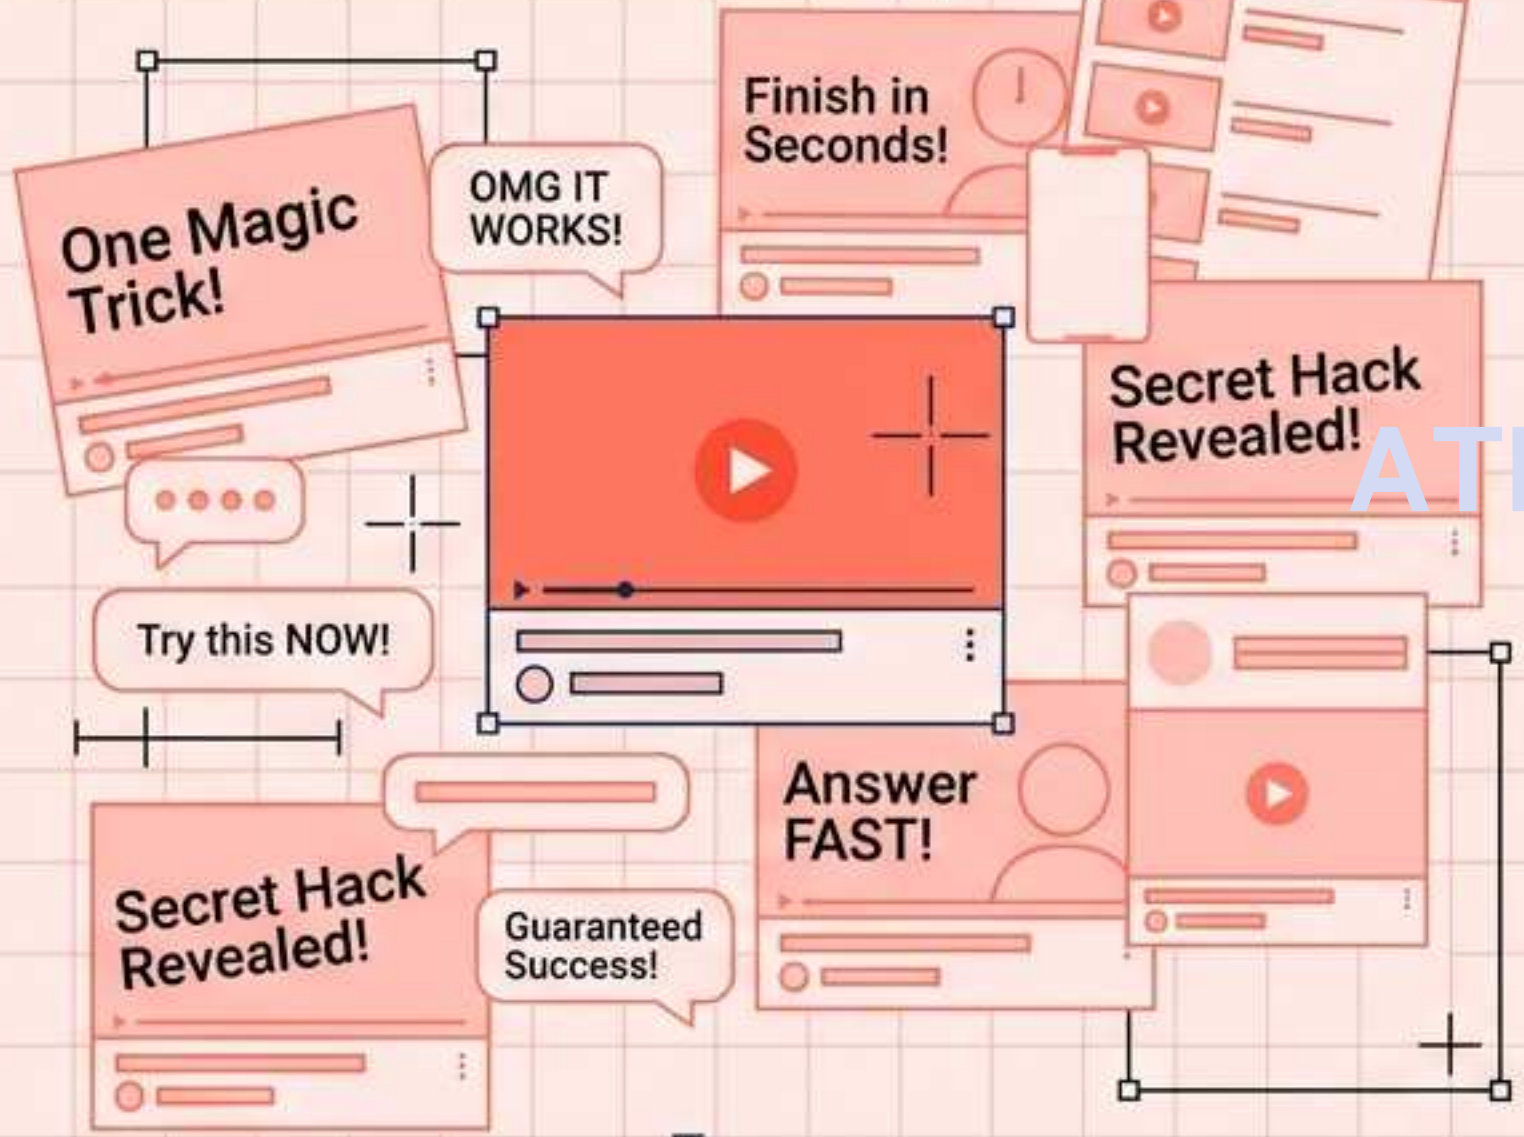 One Magic
Trick!
OMG IT
WORKS!
Finish in
Seconds!
Secret Hack
Revealed!
Try this NOW!
Answer
FAST!
Secret Hack
Revealed!
Guaranteed
Success!